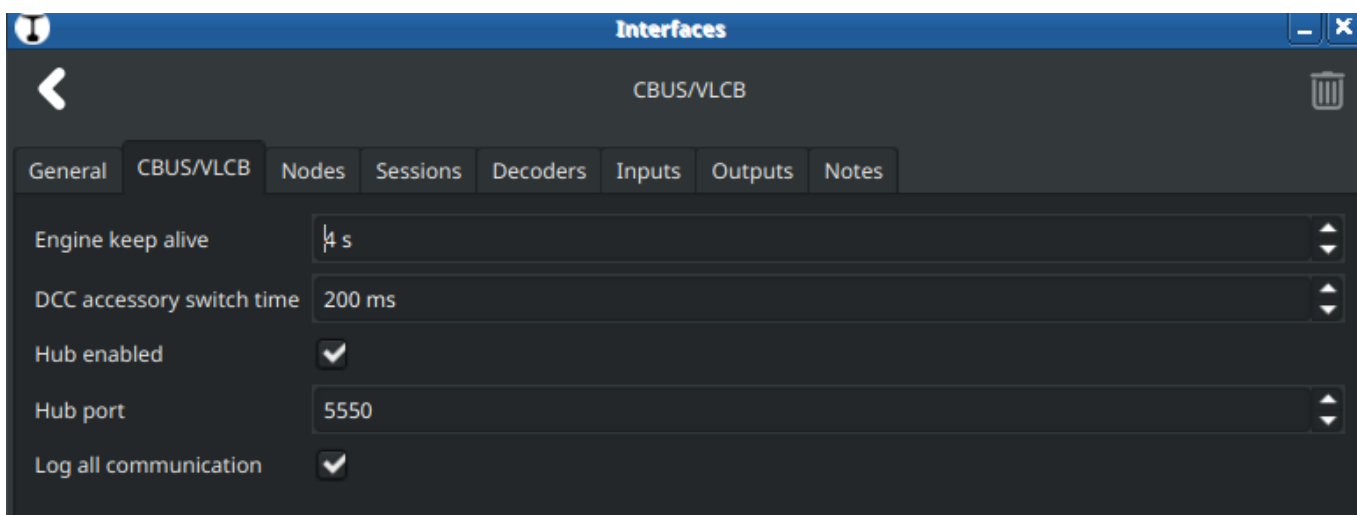 Interfaces
CBUS/VLCB
General CBUS/VLCB Nodes Sessions Decoders Inputs Outputs Notes
Engine keep alive 4 s
DCC accessory switch time 200 ms
Hub enabled
Hub port 5550
Log all communication